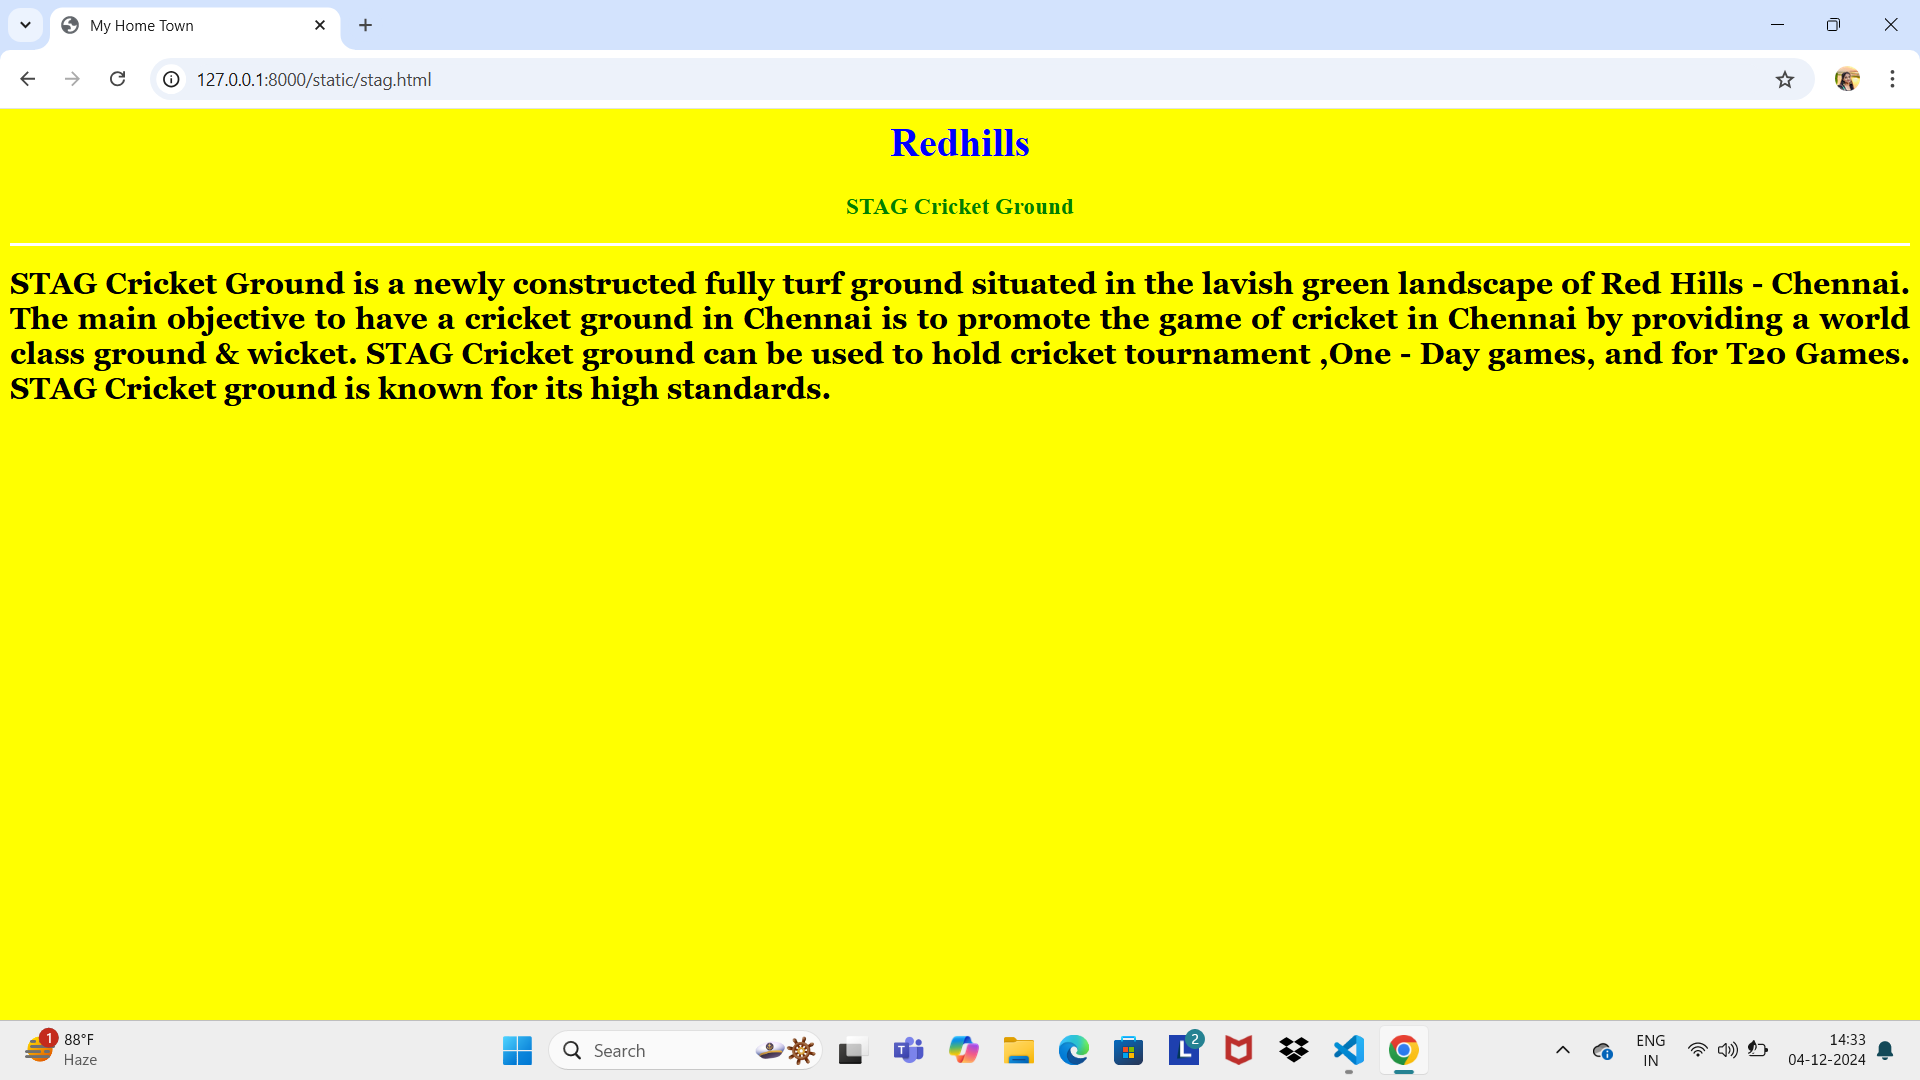 My Home Town
127.0.0.1:8000/static/stag.html
Redhills
STAG Cricket Ground
STAG Cricket Ground is a newly constructed fully turf ground situated in the lavish green landscape of Red Hills - Chennai.
The main objective to have a cricket ground in Chennai is to promote the game of cricket in Chennai by providing a world
class ground & wicket. STAG Cricket ground can be used to hold cricket tournament ,One - Day games, and for T20 Games.
STAG Cricket ground is known for its high standards.
1
88°F
Haze
Search
T
L
2
ENG
IN
14:33
04-12-2024